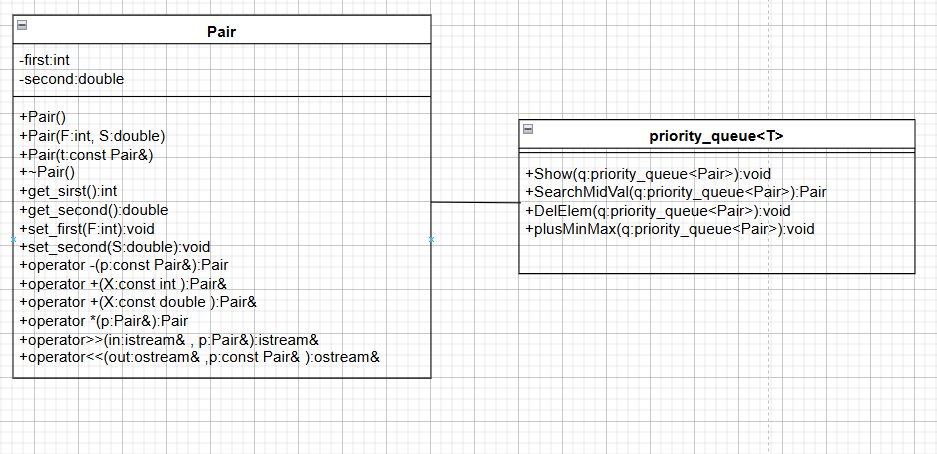 Pair
-first:int
-second:double
+Pair()
+Pair(F:int, S:double)
+Pair(t:const Pair&)
+~Pair()
+get_sirst():int
+get_second():double
+set_first(F:int):void
+set_second(S:double):void
+operator -(p:const Pair&):Pair
+operator +(X:const int ):Pair&
+operator +(X:const double ):Pair&
+operator *(p:Pair&):Pair
+operator>>(in:istream& , p:Pair&):istream&
+operator<<(out:ostream& ,p:const Pair& ):ostream&
priority_queue<T>
+Show(q:priority_queue<Pair>):void
+SearchMidVal(q:priority_queue<Pair>):Pair
+DelElem(q:priority_queue<Pair>):void
+plusMinMax(q:priority_queue<Pair>):void